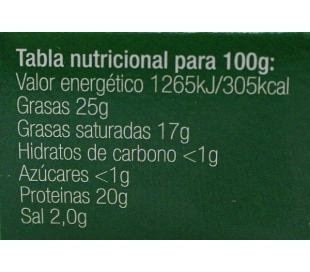 Tabla nutricional para 100g:
Valor energético 1265kJ/305kcal
Grasas 25g
Grasas saturadas 17g
Hidratos de carbono <1g
Azúcares <1g
Proteinas 20g
Sal 2,0g